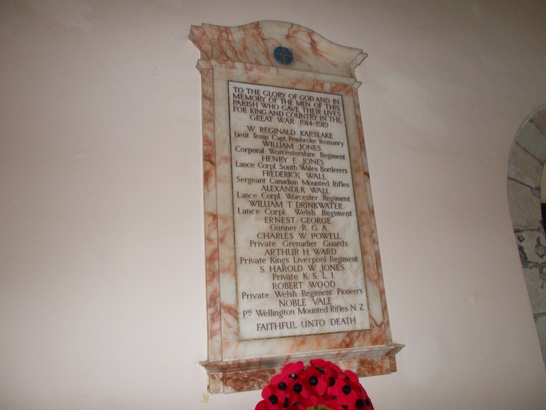 TO THE GLORY OF GOD AND IN
MEMORY OF THE MEN OF THIS
PARISH WHO GAVE THEIR LIVES
FOR KING AND COUNTRY IN THE
GREAT WAR 1914-1919
W. REGINALD KARSLAKE
Lieut Temp Capt Pembroke Yeomanry
WILLIAM JONES
Corporal Worcestershire Regiment
HENRY E. JONES
Lance Corpl. South Wales Borderers
FREDERICK WALL
Sergeant Canadian Mounted Rifles
ALEXANDER WALL
Lance Corpl. Worcester Regiment
WILLIAM T. DRINKWATER
Lance Corpl. Welsh Regiment
ERNEST GEORGE
Gunner R.G.A.
CHARLES W POWELL
Private Grenadier Guards
ARTHUR H. WARD
Private Kings Liverpool Regiment
S. HAROLD W. JONES
Private K.S.L.I.
ROBERT WOOD
Private Welsh Regiment Pioneers
NOBLE VALE
Pte Wellington Mounted Rifles N.Z.
FAITHFUL UNTO DEATH